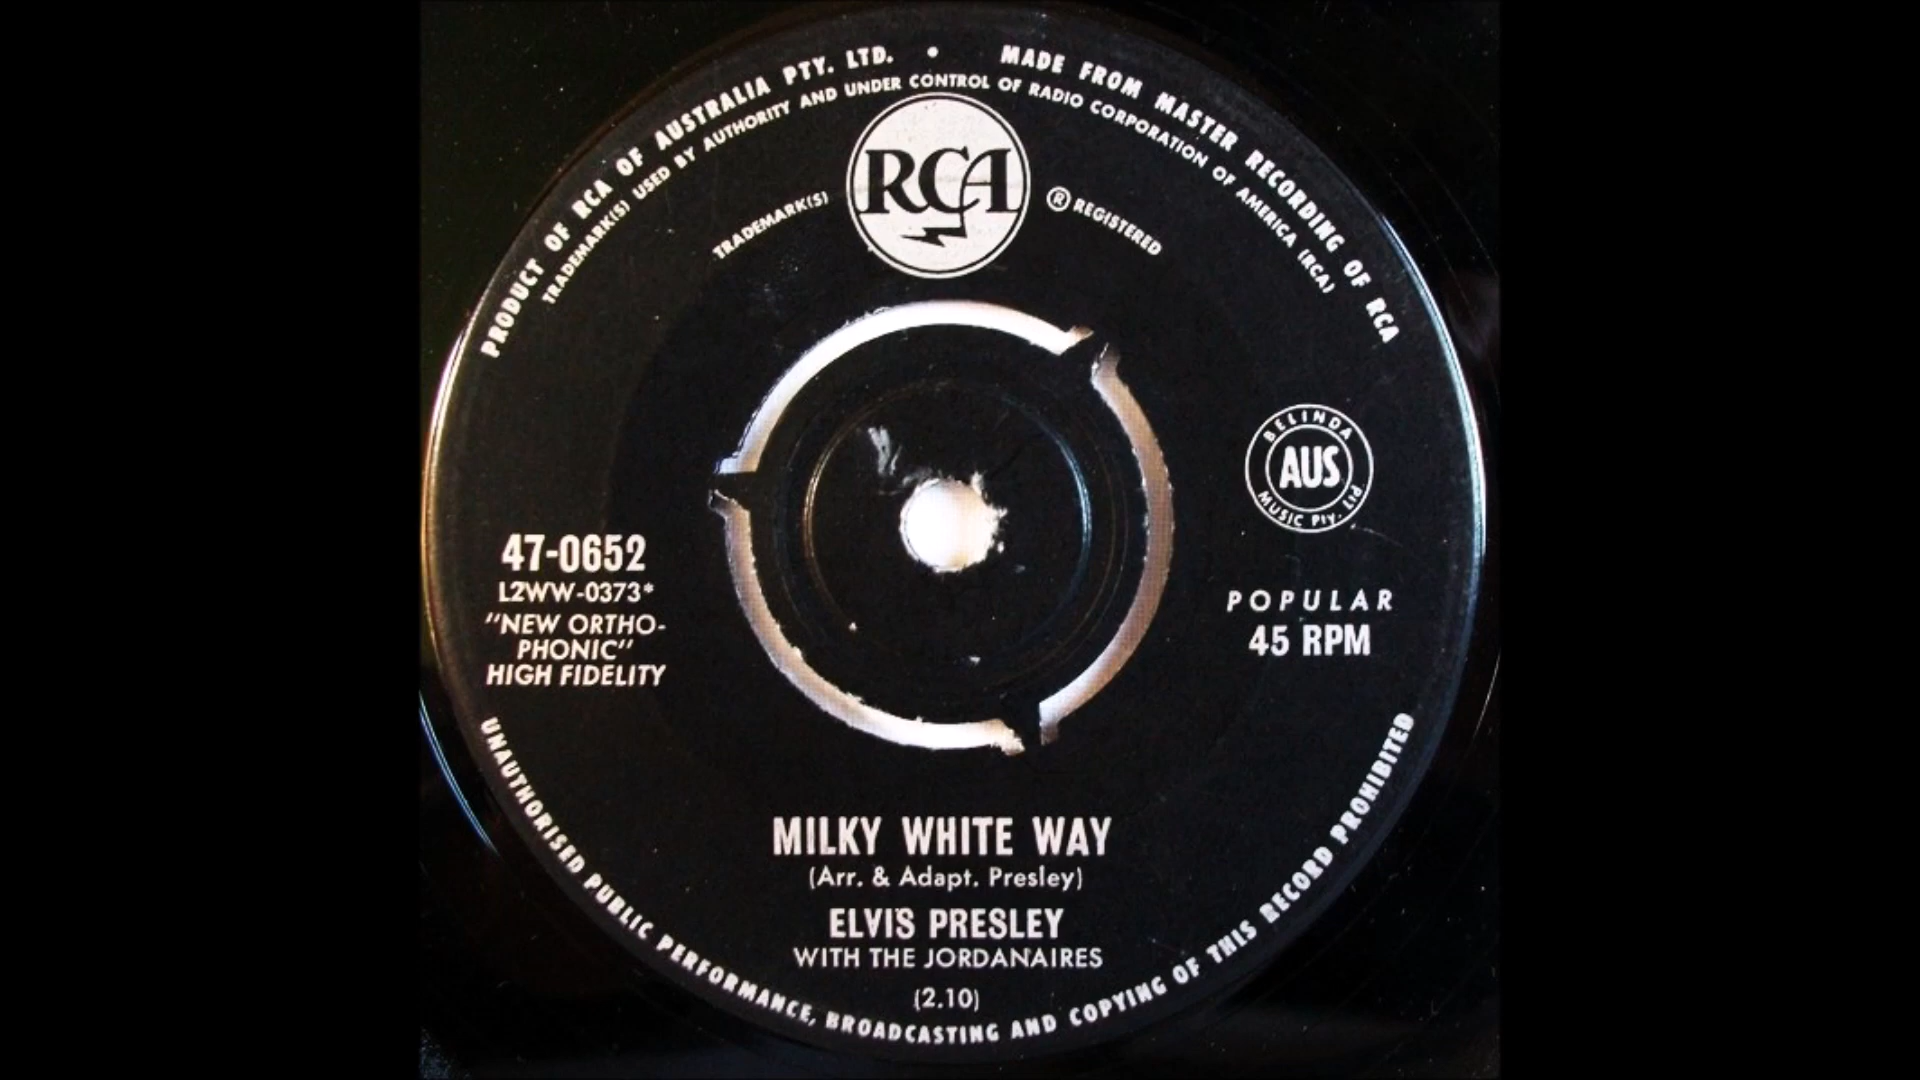 PRODUCT OF RCA OF AUSTRALIA PTY. LTD. • MADE FROM MASTER RECORDING OF RCA
TRADEMARK(S) USED BY AUTHORITY AND UNDER CONTROL OF RADIO CORPORATION OF AMERICA (RCA)
TRADEMARK(S) ® REGISTERED
RCA
BELINDA
AUS
MUSIC PTY. LTD
47-0652
L2WW-0373*
"NEW ORTHO-
PHONIC"
HIGH FIDELITY
POPULAR
45 RPM
MILKY WHITE WAY
(Arr. & Adapt. Presley)
ELVIS PRESLEY
WITH THE JORDANAIRES
(2.10)
UNAUTHORISED PUBLIC PERFORMANCE, BROADCASTING AND COPYING OF THIS RECORD PROHIBITED